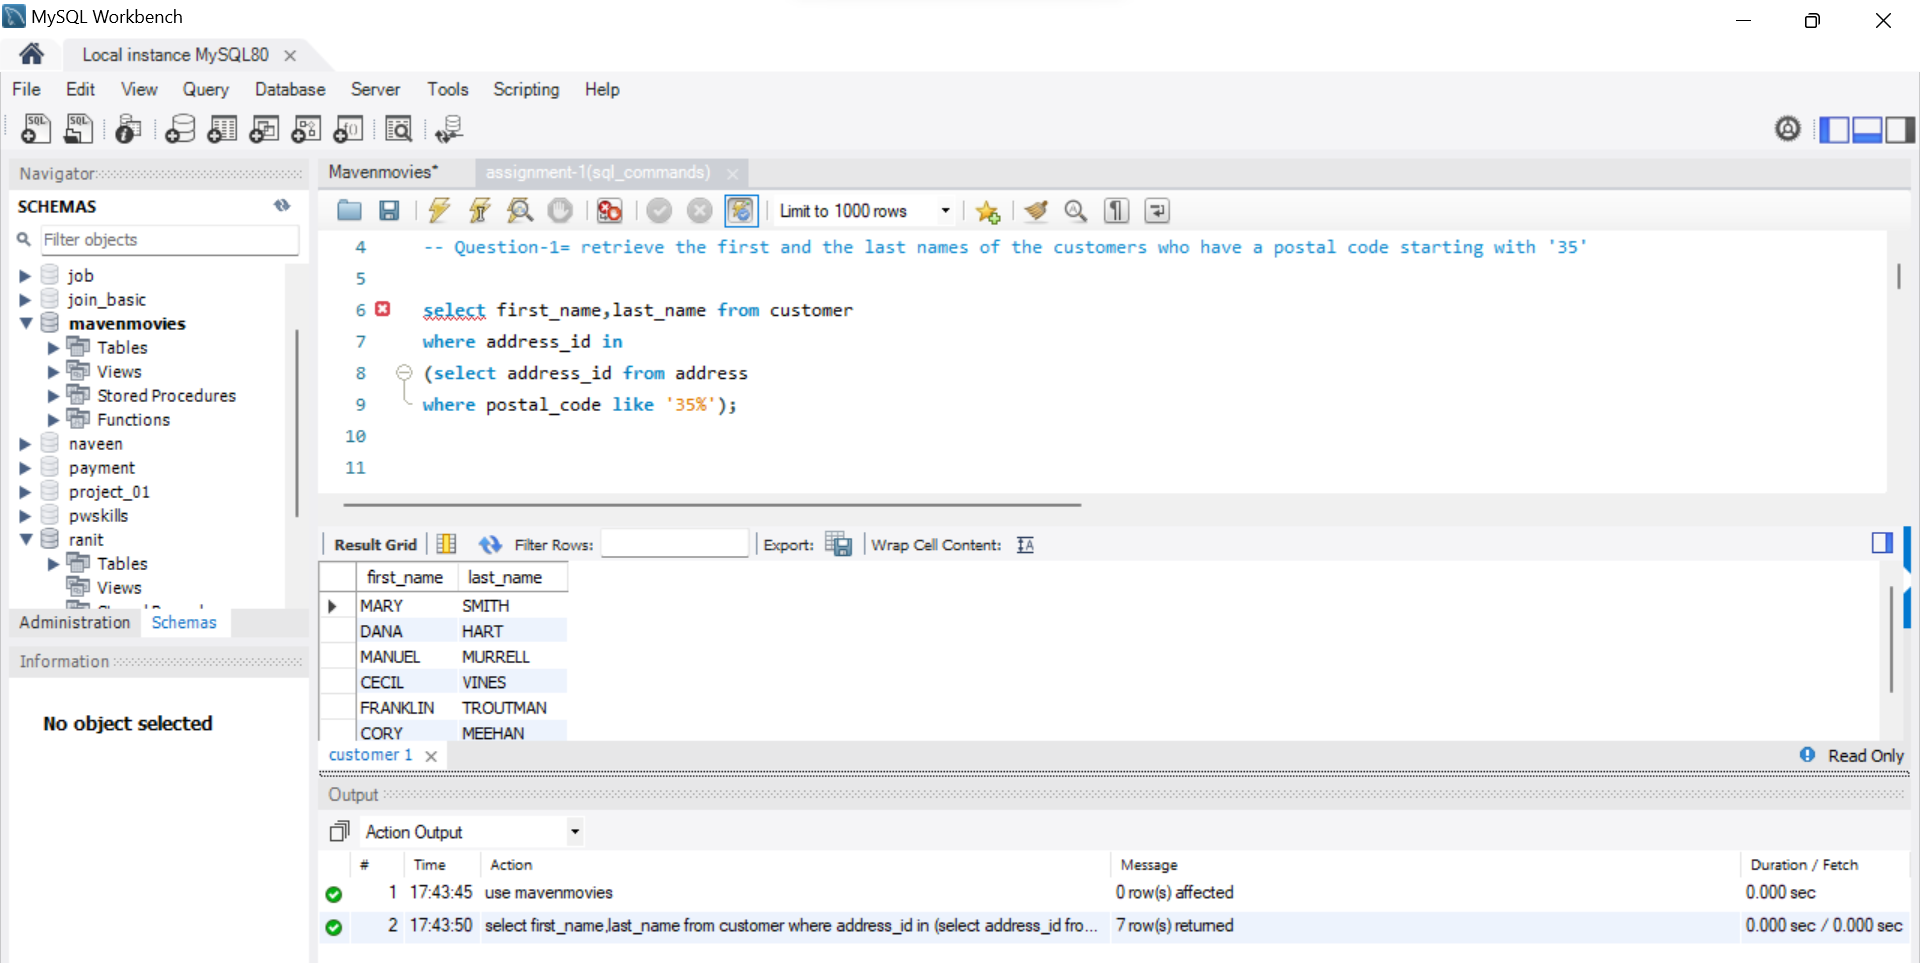 MySQL Workbench
Local instance MySQL80
File Edit View Query Database Server Tools Scripting Help
Navigator
SCHEMAS
Filter objects
job
join_basic
mavenmovies
Tables
Views
Stored Procedures
Functions
naveen
payment
project_01
pwskills
ranit
Tables
Views
Administration Schemas
Information
No object selected
Mavenmovies* assignment-1(sql_commands)
Limit to 1000 rows
4 -- Question-1= retrieve the first and the last names of the customers who have a postal code starting with '35'
5
6 select first_name,last_name from customer
7 where address_id in
8 (select address_id from address
9 where postal_code like '35%');
10
11
Result Grid Filter Rows: Export: Wrap Cell Content:
first_name last_name
MARY SMITH
DANA HART
MANUEL MURRELL
CECIL VINES
FRANKLIN TROUTMAN
CORY MEEHAN
customer 1 Read Only
Output
Action Output
# Time Action Message Duration / Fetch
1 17:43:45 use mavenmovies 0 row(s) affected 0.000 sec
2 17:43:50 select first_name,last_name from customer where address_id in (select address_id fro... 7 row(s) returned 0.000 sec / 0.000 sec